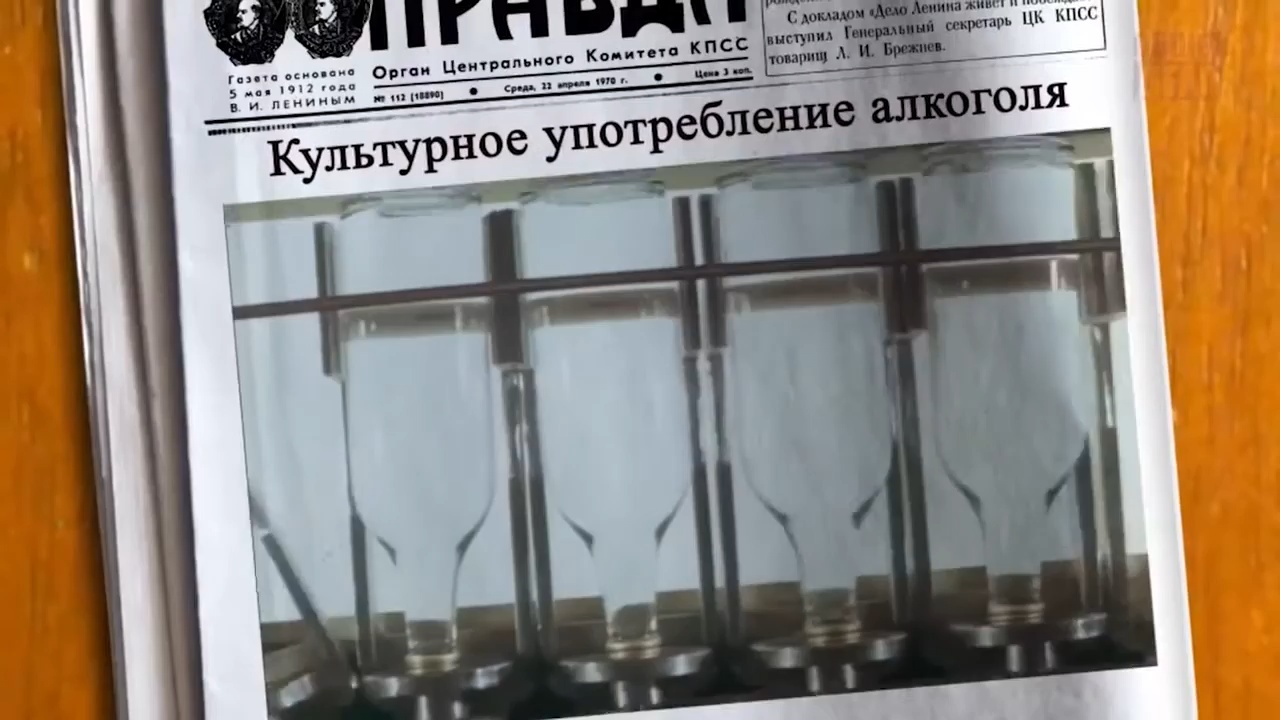 ПРАВДА
Газета основана
5 мая 1912 года
В. И. ЛЕНИНЫМ
Орган Центрального Комитета КПСС
№ 112 (18890) • Среда, 22 апреля 1970 г. • Цена 3 коп.
С докладом «Дело Ленина живет и
выступил Генеральный секретарь ЦК КПСС
товарищ Л. И. Брежнев.
Культурное употребление алкоголя